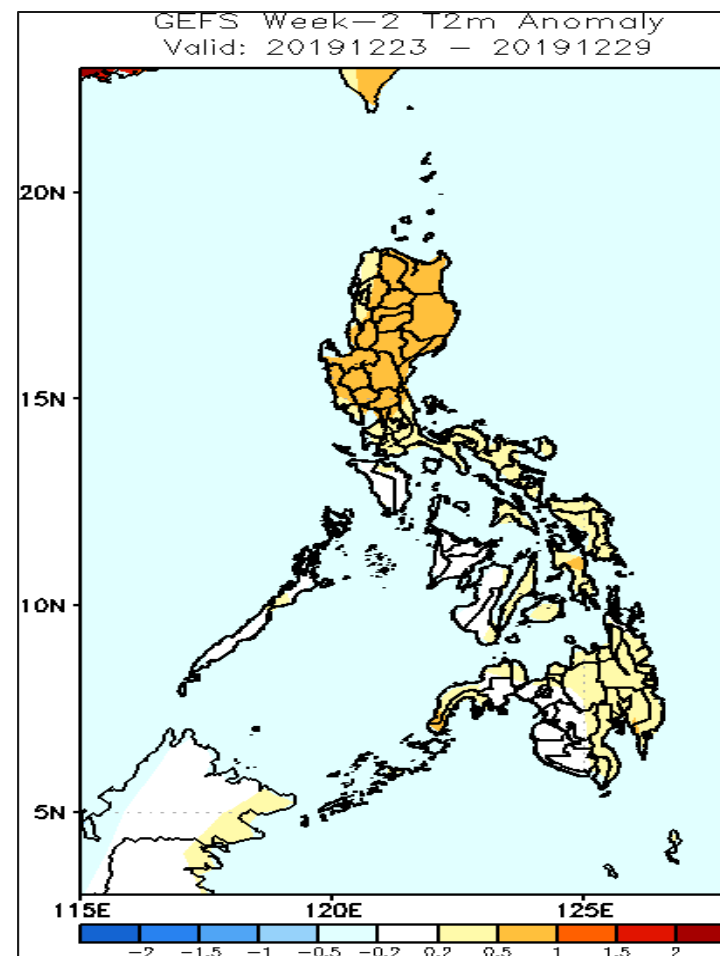 GEFS Week-2 T2m Anomaly
Valid: 20191223 - 20191229
20N
15N
10N
5N
115E 120E 125E
-2 -1.5 -1 -0.5 -0.2 0.2 0.5 1 1.5 2